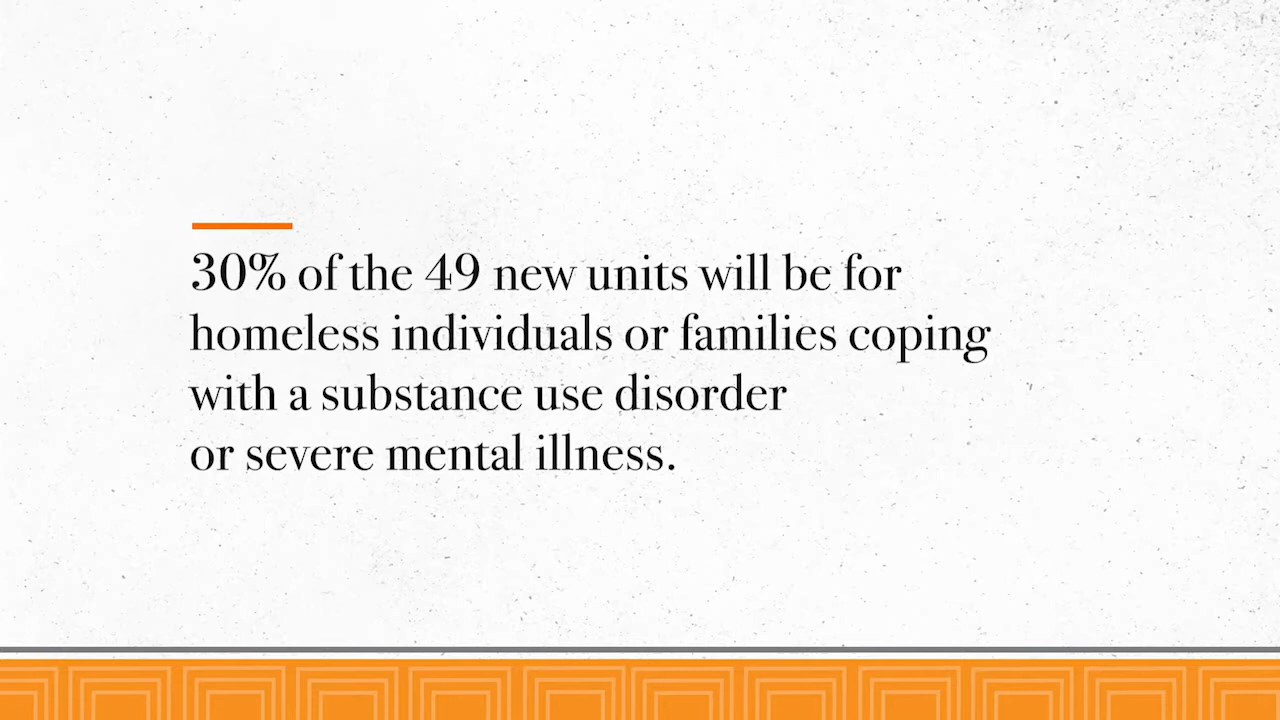 30% of the 49 new units will be for
homeless individuals or families coping
with a substance use disorder
or severe mental illness.